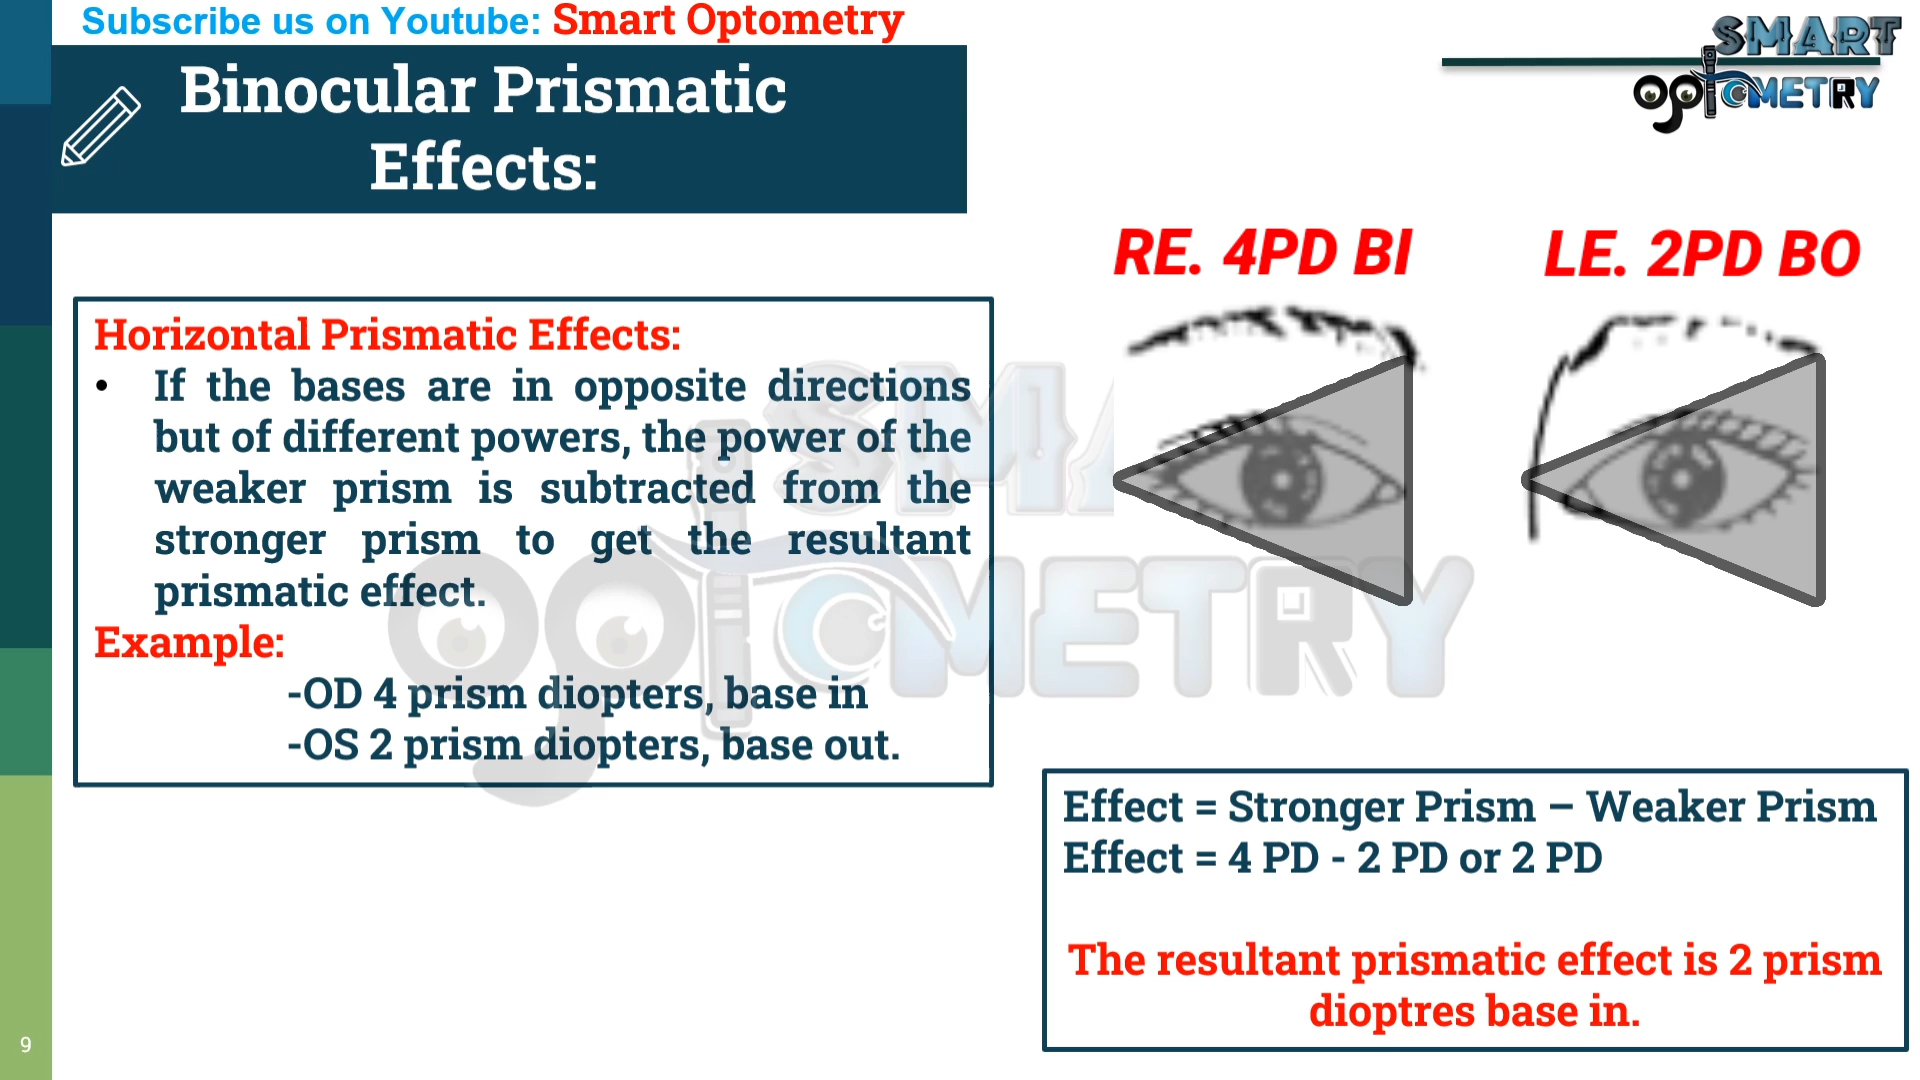 Subscribe us on Youtube: Smart Optometry
SMART
OPTOMETRY
Binocular Prismatic
Effects:
RE. 4PD BI
LE. 2PD BO
Horizontal Prismatic Effects:
• If the bases are in opposite directions
but of different powers, the power of the
weaker prism is subtracted from the
stronger prism to get the resultant
prismatic effect.
Example:
-OD 4 prism diopters, base in
-OS 2 prism diopters, base out.
SMA
OPTOMETRY
Effect = Stronger Prism – Weaker Prism
Effect = 4 PD - 2 PD or 2 PD
The resultant prismatic effect is 2 prism
dioptres base in.
9